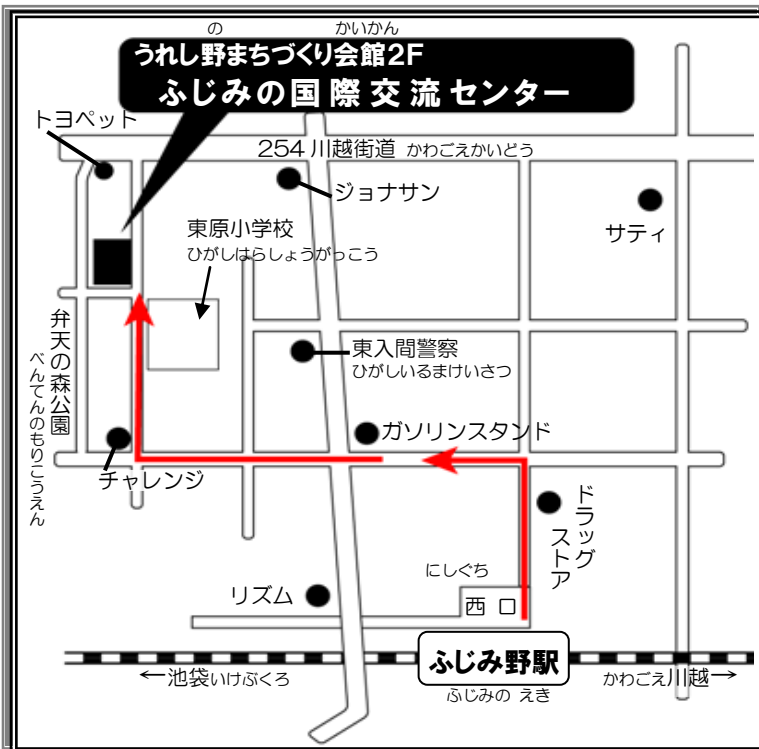 の かいかん
うれし野まちづくり会館2F
ふじみの国際交流センター
トヨペット
254 川越街道 かわごえかいどう
ジョナサン
サティ
東原小学校
ひがしはらしょうがっこう
弁天の森公園
べんてんのもりこうえん
東入間警察
ひがしいるまけいさつ
ガソリンスタンド
チャレンジ
ドラッグ
ストア
にしぐち
西 口
リズム
ふじみ野駅
ふじみの えき
←池袋いけぶくろ
かわごえ川越→